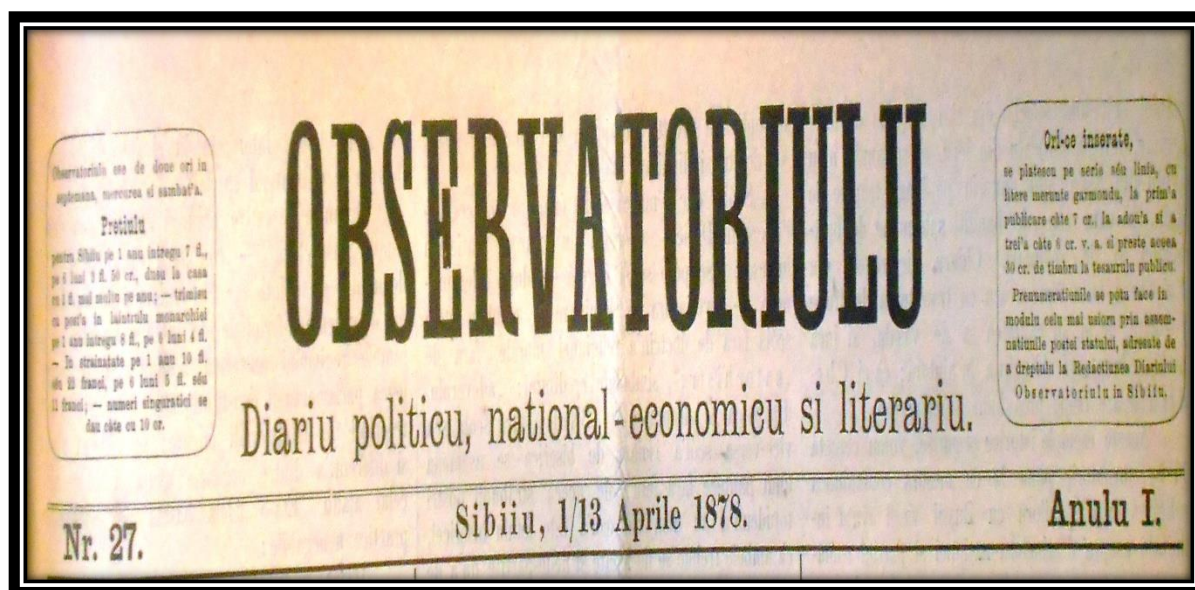 Observatoriulu ese de doue ori in
septemana, mercurea si sambat'a.
Pretiulu
pentru Sibiiu pe 1 anu intregu 7 fl.,
pe 6 luni 3 fl. 50 cr., dusu la casa
cu 1 fl. mai multu pe anu; — trimisu
cu post'a in laintrulu monarchiei
pe 1 anu intregu 8 fl., pe 6 luni 4 fl.
— In strainatate pe 1 anu 10 fl.
séu 22 franci, pe 6 luni 5 fl. séu
11 franci; — numeri singuratici se
dau câte cu 10 cr.
OBSERVATORIULU
Diariu politicu, national-economicu si literariu.
Ori-ce inserate,
se platescu pe serie séu linia, cu
litere merunte garmondu, la prim'a
publicare câte 7 cr., la adou'a si a
trei'a câte 6 cr. v. a. si preste aceea
30 cr. de timbru la tesaurulu publicu.
Prenumeratiunile se potu face in
modulu celu mai usioru prin assem-
natiunile postei statului, adresate de
a dreptulu la Redactiunea Diariului
Observatoriulu in Sibiiu.
Nr. 27.
Sibiiu, 1/13 Aprile 1878.
Anulu I.